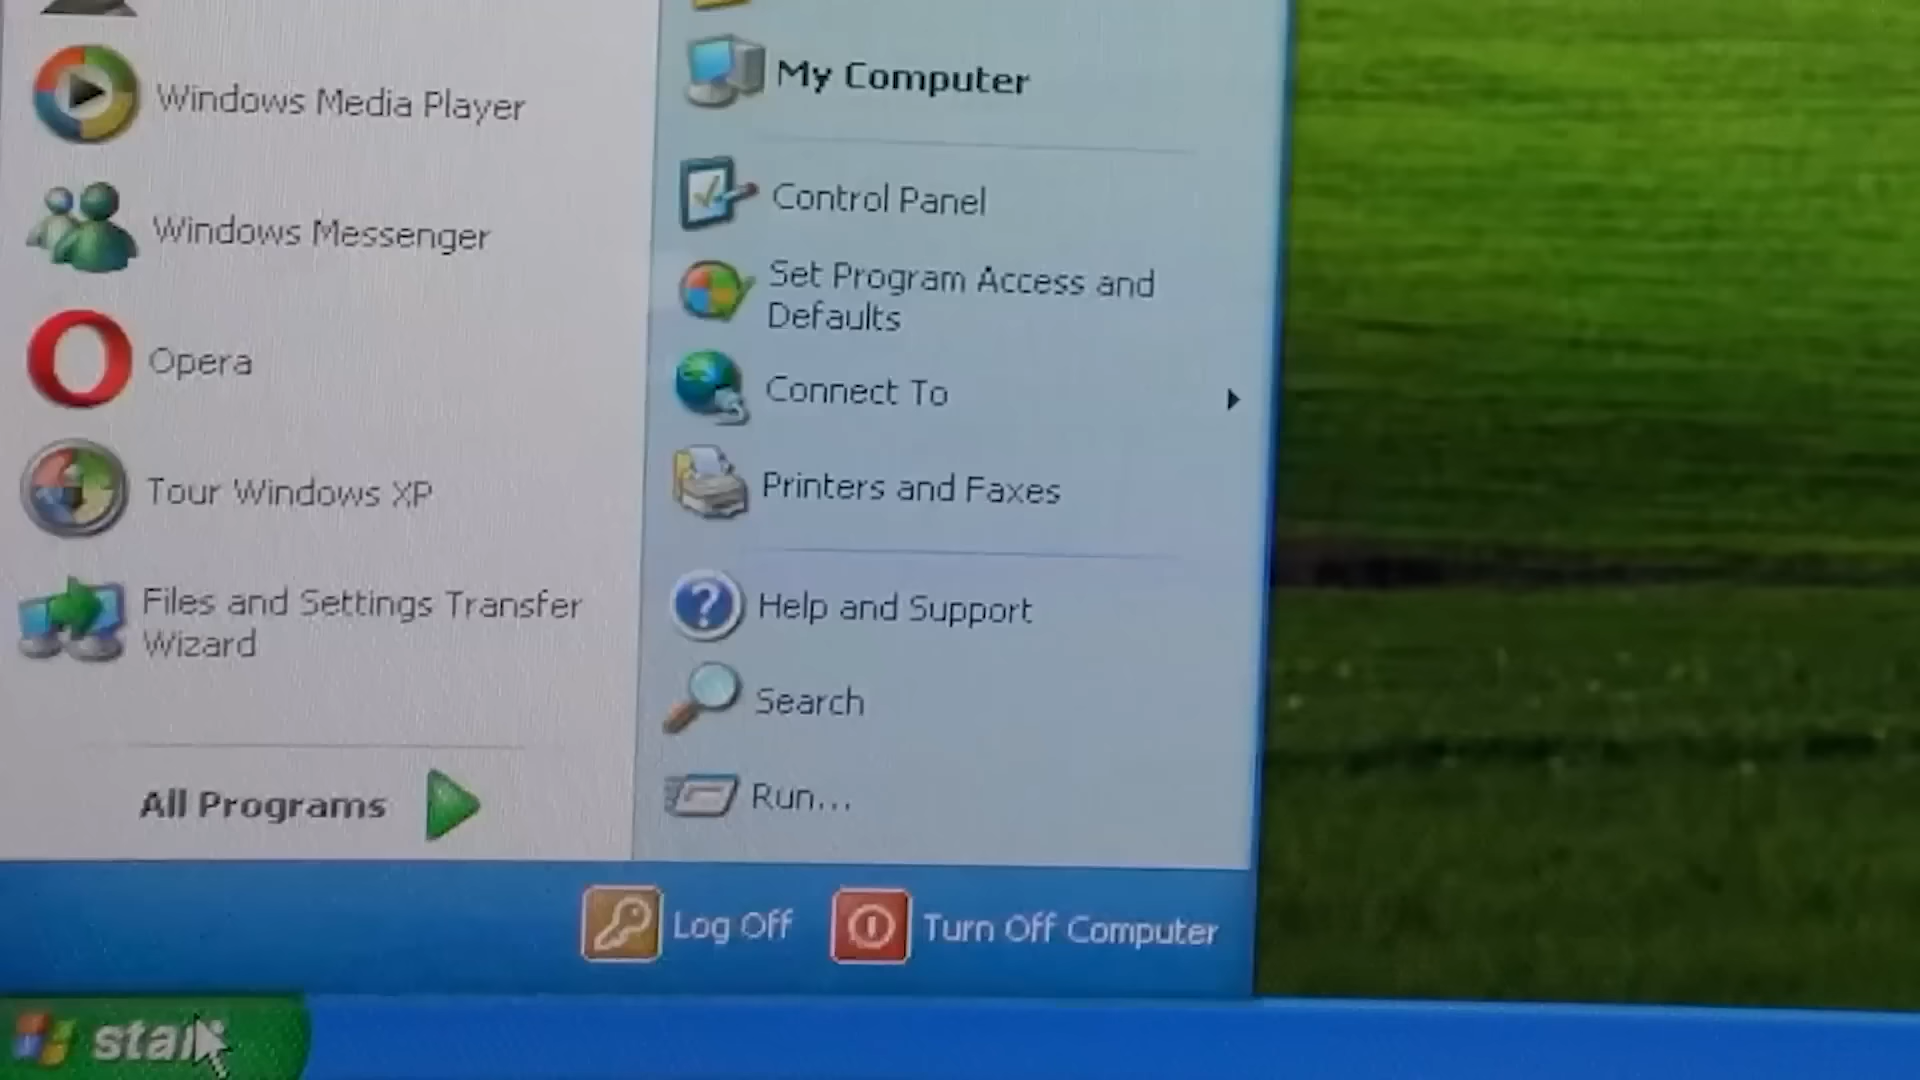 Windows Media Player
Windows Messenger
Opera
Tour Windows XP
Files and Settings Transfer
Wizard
All Programs
My Computer
Control Panel
Set Program Access and
Defaults
Connect To
Printers and Faxes
Help and Support
Search
Run...
Log Off
Turn Off Computer
start